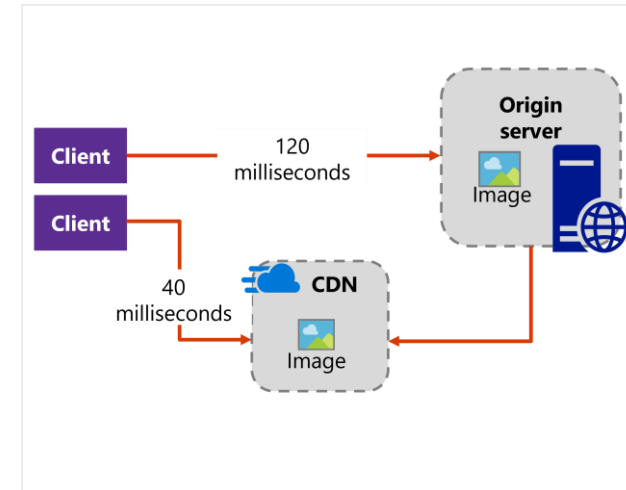 Origin
server
Client
120
milliseconds
Image
Client
40
milliseconds
CDN
Image